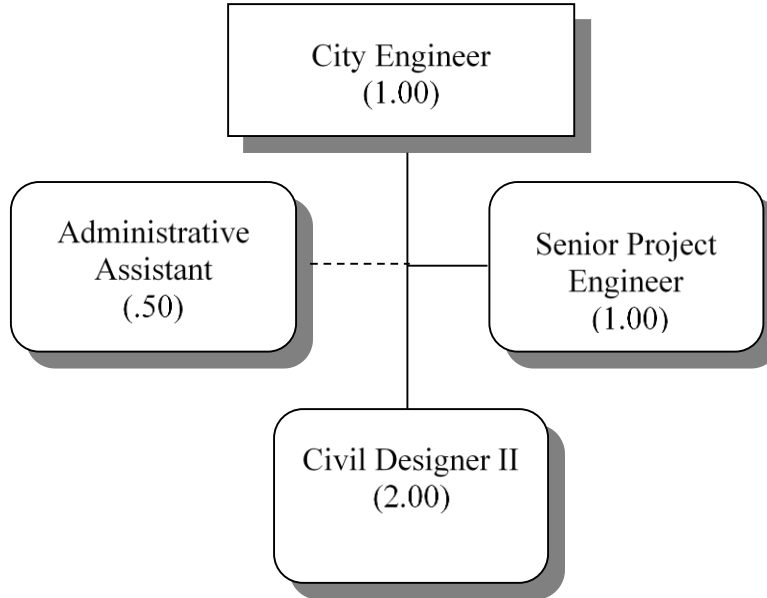 City Engineer
(1.00)
Administrative
Assistant
(.50)
Senior Project
Engineer
(1.00)
Civil Designer II
(2.00)